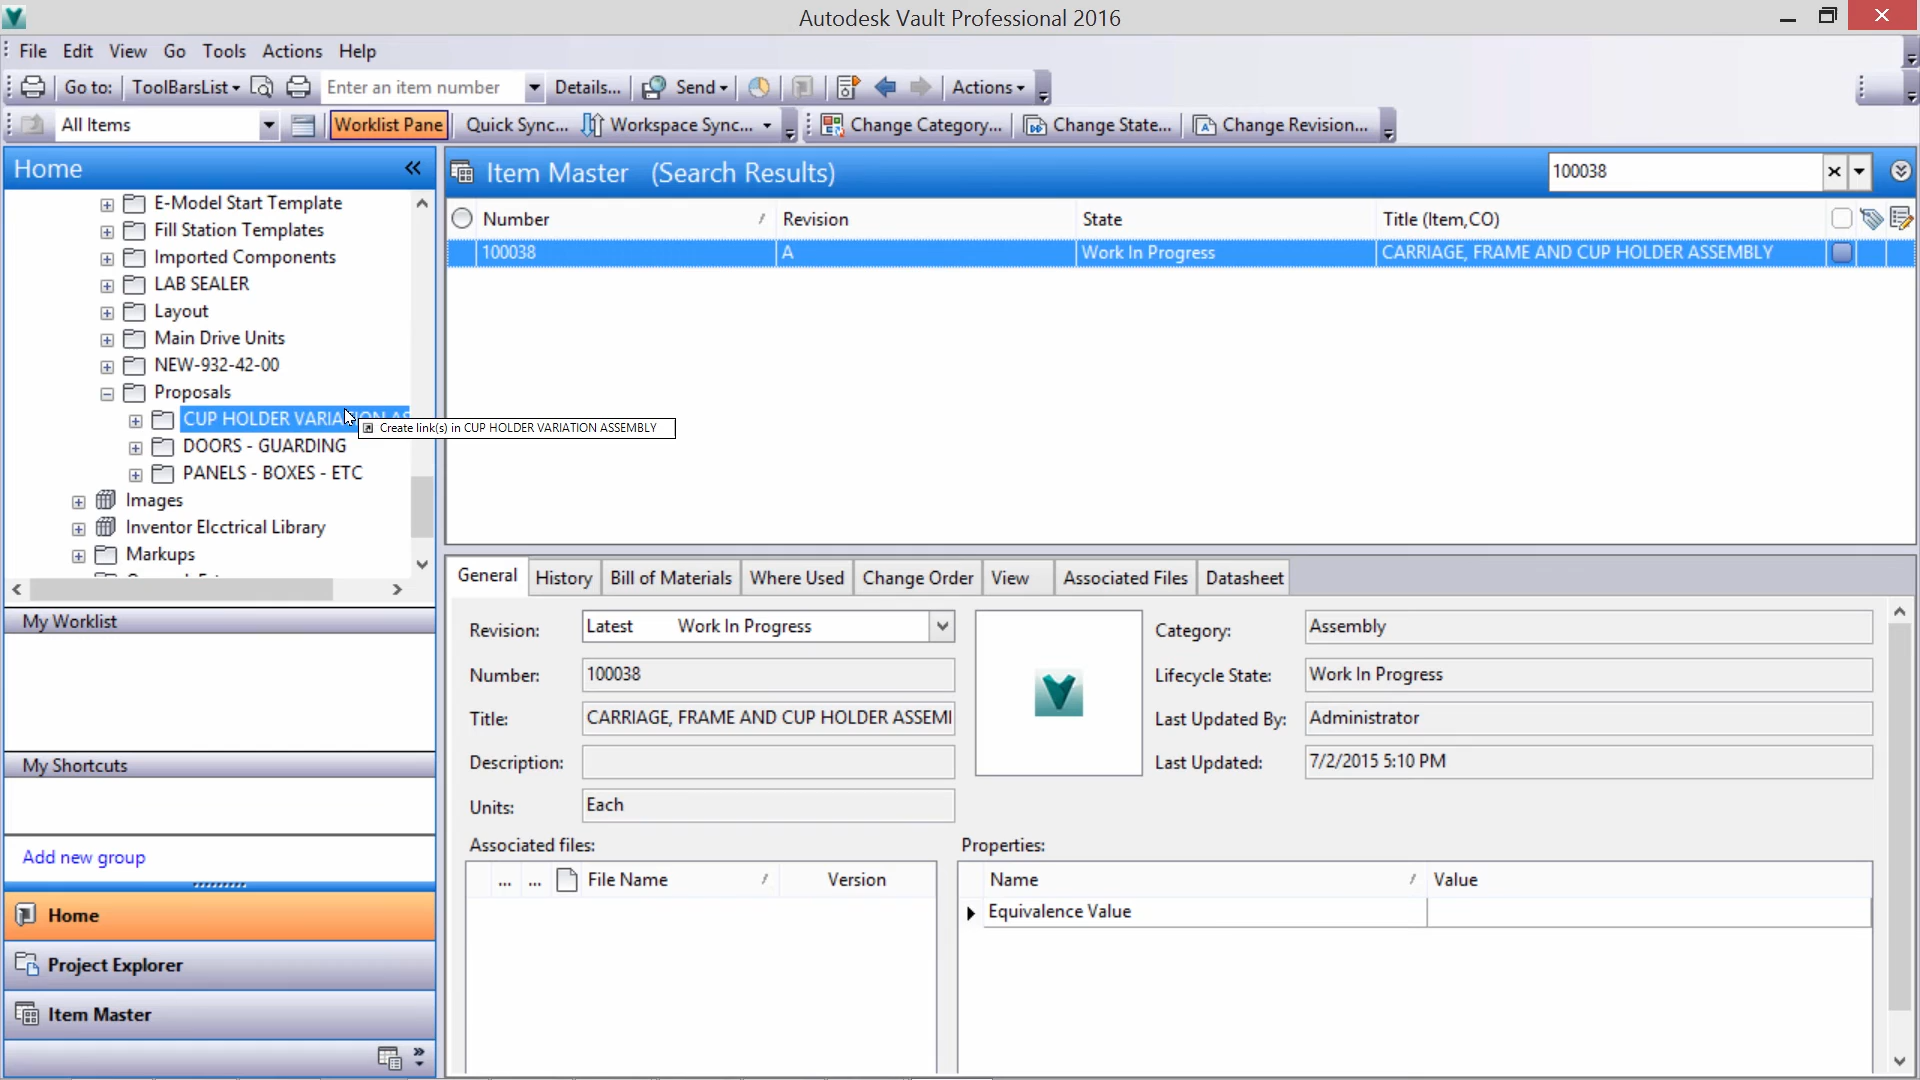 Autodesk Vault Professional 2016
File Edit View Go Tools Actions Help
Go to: ToolBarsList Enter an item number Details... Send Actions
All Items Worklist Pane Quick Sync... Workspace Sync... Change Category... Change State... Change Revision...
Home
Item Master (Search Results) 100038
Number Revision State Title (Item,CO)
100038 A Work In Progress CARRIAGE, FRAME AND CUP HOLDER ASSEMBLY
E-Model Start Template
Fill Station Templates
Imported Components
LAB SEALER
Layout
Main Drive Units
NEW-932-42-00
Proposals
CUP HOLDER VARIATION AS
Create link(s) in CUP HOLDER VARIATION ASSEMBLY
DOORS - GUARDING
PANELS - BOXES - ETC
Images
Inventor Elcctrical Library
Markups
My Worklist
My Shortcuts
Add new group
Home
Project Explorer
Item Master
General History Bill of Materials Where Used Change Order View Associated Files Datasheet
Revision: Latest Work In Progress
Number: 100038
Title: CARRIAGE, FRAME AND CUP HOLDER ASSEMI
Description:
Units: Each
Category: Assembly
Lifecycle State: Work In Progress
Last Updated By: Administrator
Last Updated: 7/2/2015 5:10 PM
Associated files:
... ... File Name Version
Properties:
Name Value
Equivalence Value